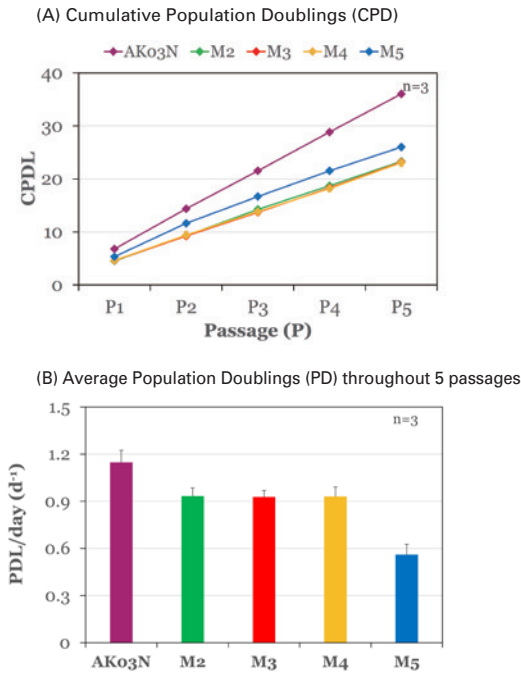 (A) Cumulative Population Doublings (CPD)
AK03N M2 M3 M4 M5
n=3
40
30
20
10
0
CPDL
P1 P2 P3 P4 P5
Passage (P)
(B) Average Population Doublings (PD) throughout 5 passages
n=3
1.5
1.2
0.9
0.6
0.3
0
PDL/day (d-1)
AK03N M2 M3 M4 M5